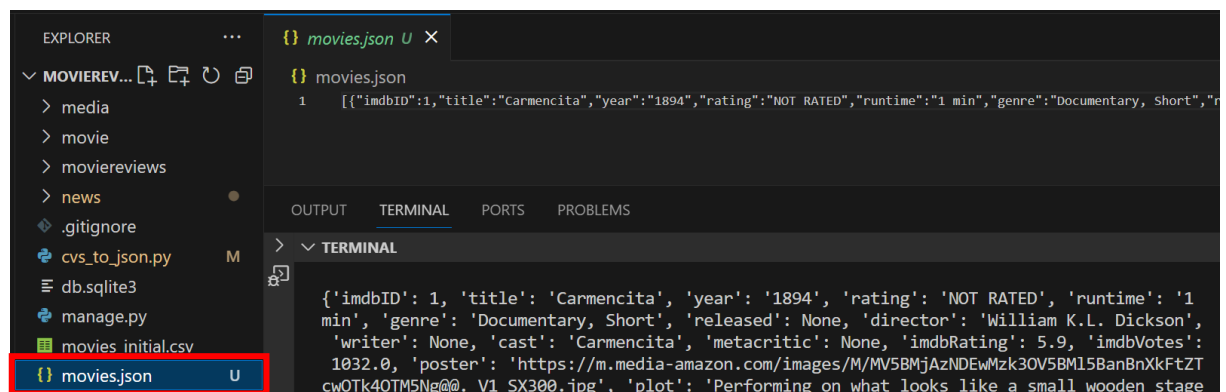 EXPLORER ...
MOVIEREV...
media
movie
moviereviews
news
.gitignore
cvs_to_json.py M
db.sqlite3
manage.py
movies_initial.csv
movies.json U
{} movies.json U
{} movies.json
1 [{"imdbID":1,"title":"Carmencita","year":"1894","rating":"NOT RATED","runtime":"1 min","genre":"Documentary, Short","r
OUTPUT TERMINAL PORTS PROBLEMS
TERMINAL
{'imdbID': 1, 'title': 'Carmencita', 'year': '1894', 'rating': 'NOT RATED', 'runtime': '1
min', 'genre': 'Documentary, Short', 'released': None, 'director': 'William K.L. Dickson',
'writer': None, 'cast': 'Carmencita', 'metacritic': None, 'imdbRating': 5.9, 'imdbVotes':
1032.0, 'poster': 'https://m.media-amazon.com/images/M/MV5BMjAzNDEwMzk3OV5BMl5BanBnXkFtZT
cwOTk4OTM5Ng@@._V1_SX300.jpg', 'plot': 'Performing on what looks like a small wooden stage